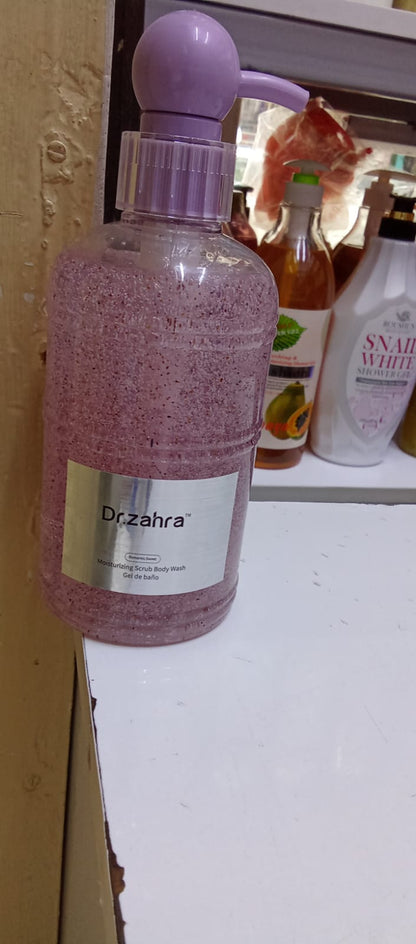 Dr.zahra™
Moisturizing Scrub Body Wash
Gel de baño
SNAIL
WHITE
SHOWER GEL